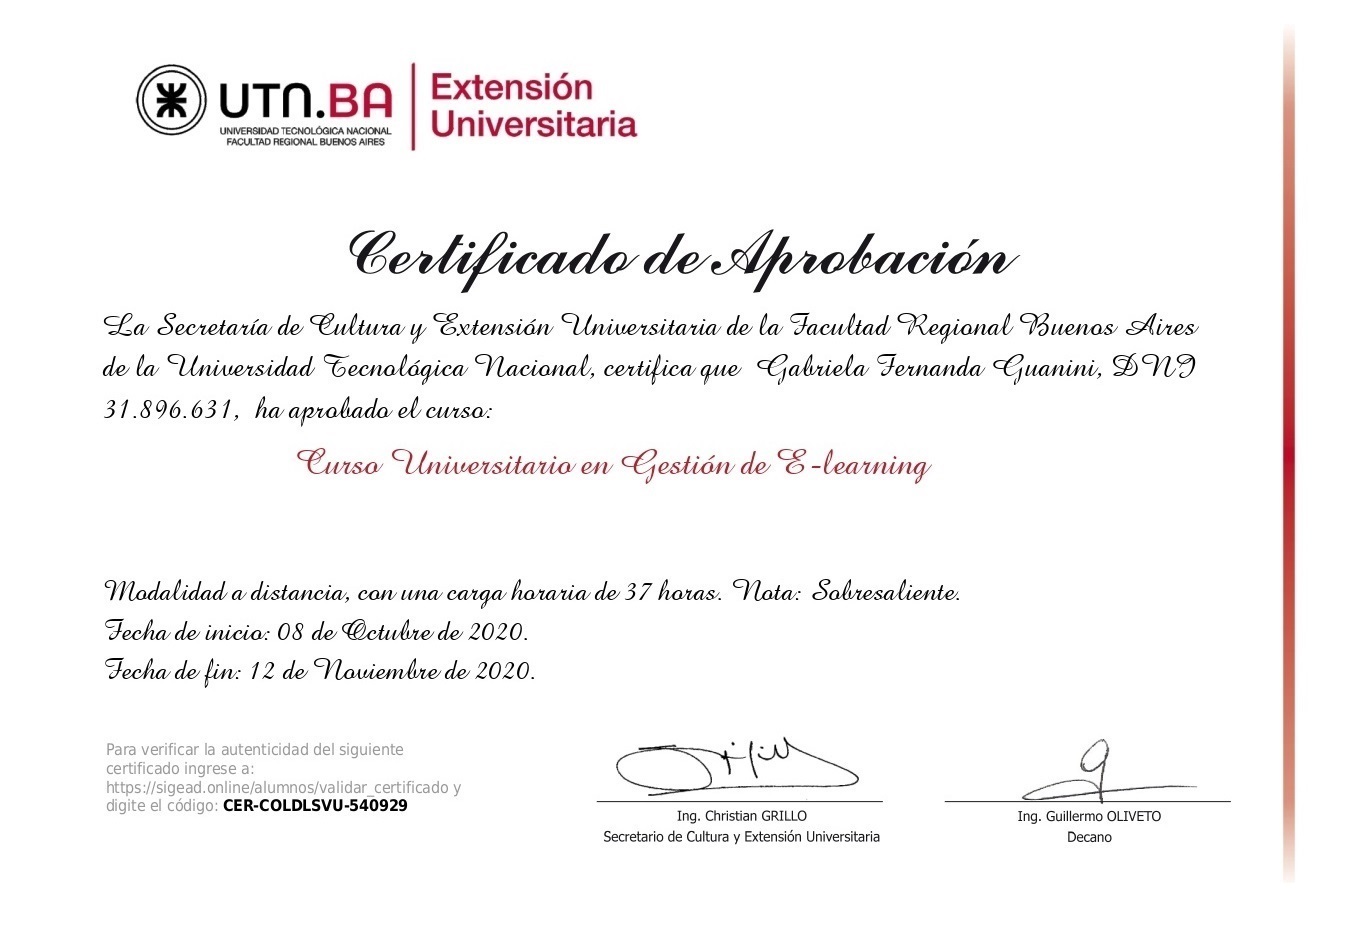 UTN.BA
UNIVERSIDAD TECNOLÓGICA NACIONAL
FACULTAD REGIONAL BUENOS AIRES
Extensión
Universitaria
Certificado de Aprobación
La Secretaría de Cultura y Extensión Universitaria de la Facultad Regional Buenos Aires
de la Universidad Tecnológica Nacional, certifica que Gabriela Fernanda Guanini, DNI
31.896.631, ha aprobado el curso:
Curso Universitario en Gestión de E-learning
Modalidad a distancia, con una carga horaria de 37 horas. Nota: Sobresaliente.
Fecha de inicio: 08 de Octubre de 2020.
Fecha de fin: 12 de Noviembre de 2020.
Para verificar la autenticidad del siguiente
certificado ingrese a:
https://sigead.online/alumnos/validar_certificado y
digite el código: CER-COLDLSVU-540929
Ing. Christian GRILLO
Secretario de Cultura y Extensión Universitaria
Ing. Guillermo OLIVETO
Decano